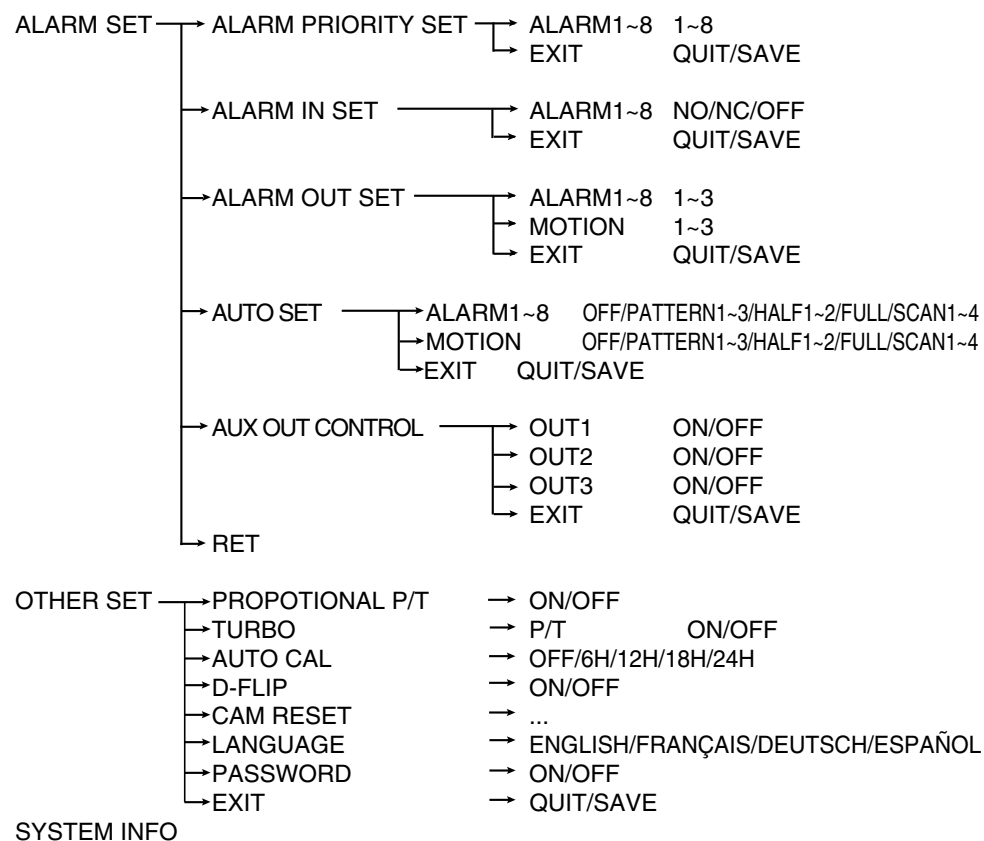 ALARM SET ALARM PRIORITY SET ALARM1~8 1~8
EXIT QUIT/SAVE
ALARM IN SET ALARM1~8 NO/NC/OFF
EXIT QUIT/SAVE
ALARM OUT SET ALARM1~8 1~3
MOTION 1~3
EXIT QUIT/SAVE
AUTO SET ALARM1~8 OFF/PATTERN1~3/HALF1~2/FULL/SCAN1~4
MOTION OFF/PATTERN1~3/HALF1~2/FULL/SCAN1~4
EXIT QUIT/SAVE
AUX OUT CONTROL OUT1 ON/OFF
OUT2 ON/OFF
OUT3 ON/OFF
EXIT QUIT/SAVE
RET
OTHER SET PROPOTIONAL P/T ON/OFF
TURBO P/T ON/OFF
AUTO CAL OFF/6H/12H/18H/24H
D-FLIP ON/OFF
CAM RESET ...
LANGUAGE ENGLISH/FRANÇAIS/DEUTSCH/ESPAÑOL
PASSWORD ON/OFF
EXIT QUIT/SAVE
SYSTEM INFO